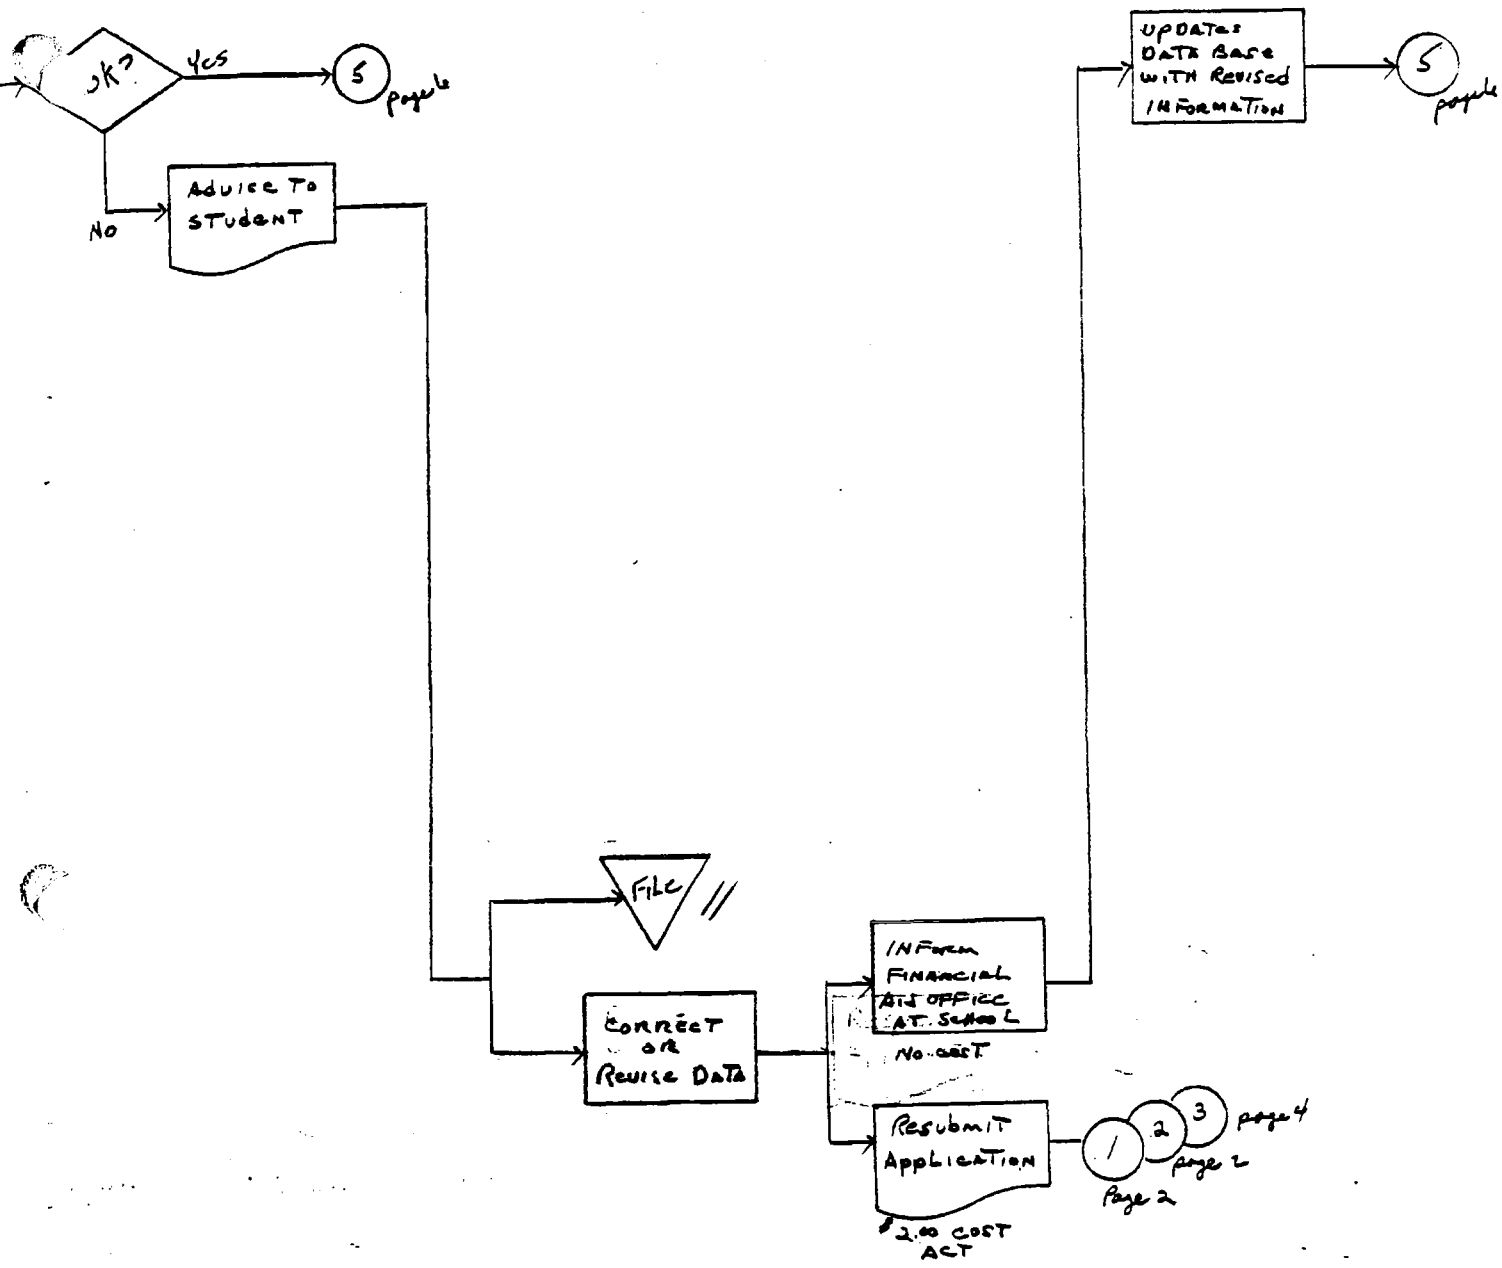 OK?
Yes
5
page 6
No
Advice To
Student
Updates
Data Base
with Revised
Information
5
page 6
File
Correct
or
Revise Data
Inform
Financial
Aid Office
at School
No cost
Resubmit
Application
$2.00 cost
ACT
1
2
3
Page 2
page 2
page 4